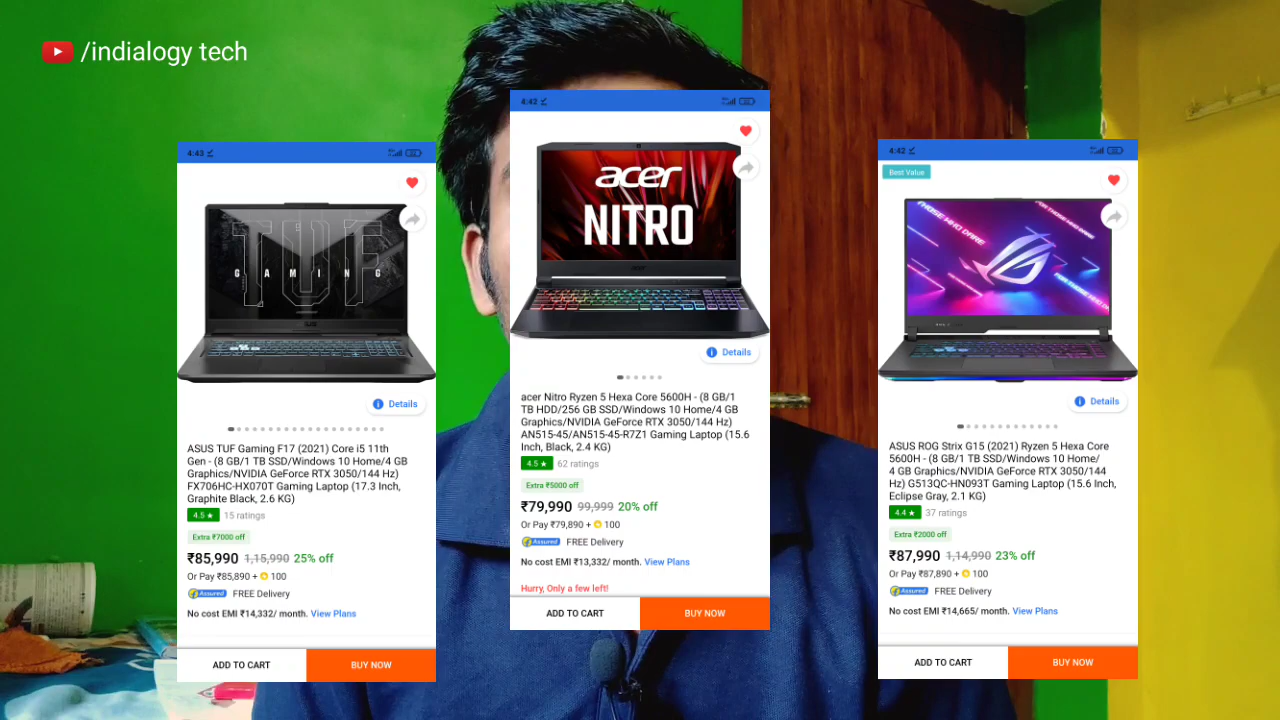 /indialogy tech
4:43
TUF
GAMING
Details
ASUS TUF Gaming F17 (2021) Core i5 11th
Gen - (8 GB/1 TB SSD/Windows 10 Home/4 GB
Graphics/NVIDIA GeForce RTX 3050/144 Hz)
FX706HC-HX070T Gaming Laptop (17.3 Inch,
Graphite Black, 2.6 KG)
4.5 ★ 15 ratings
Extra ₹7000 off
₹85,990 1,15,990 25% off
Or Pay ₹85,890 + 100
Assured FREE Delivery
No cost EMI ₹14,332/ month. View Plans
ADD TO CART BUY NOW
4:42
acer
NITRO
Details
acer Nitro Ryzen 5 Hexa Core 5600H - (8 GB/1
TB HDD/256 GB SSD/Windows 10 Home/4 GB
Graphics/NVIDIA GeForce RTX 3050/144 Hz)
AN515-45/AN515-45-R7Z1 Gaming Laptop (15.6
Inch, Black, 2.4 KG)
4.5 ★ 62 ratings
Extra ₹5000 off
₹79,990 99,999 20% off
Or Pay ₹79,890 + 100
Assured FREE Delivery
No cost EMI ₹13,332/ month. View Plans
Hurry, Only a few left!
ADD TO CART BUY NOW
4:42
Best Value
THOSE WHO DARE
FOR THOSE WHO DARE
Details
ASUS ROG Strix G15 (2021) Ryzen 5 Hexa Core
5600H - (8 GB/1 TB SSD/Windows 10 Home/
4 GB Graphics/NVIDIA GeForce RTX 3050/144
Hz) G513QC-HN093T Gaming Laptop (15.6 Inch,
Eclipse Gray, 2.1 KG)
4.4 ★ 37 ratings
Extra ₹2000 off
₹87,990 1,14,990 23% off
Or Pay ₹87,890 + 100
Assured FREE Delivery
No cost EMI ₹14,665/ month. View Plans
ADD TO CART BUY NOW